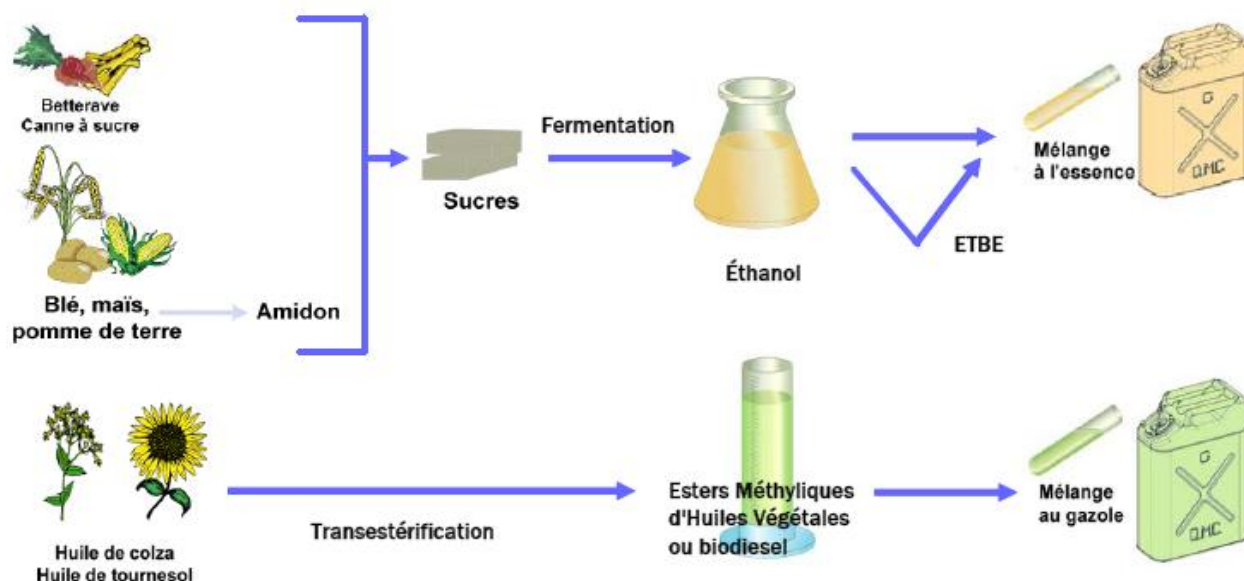 Betterave
Canne à sucre
Blé, maïs,
pomme de terre
Amidon
Sucres
Fermentation
Éthanol
ETBE
Mélange
à l'essence
G
Q.M.C
Huile de colza
Huile de tournesol
Transestérification
Esters Méthyliques
d'Huiles Végétales
ou biodiesel
Mélange
au gazole
G
Q.M.C